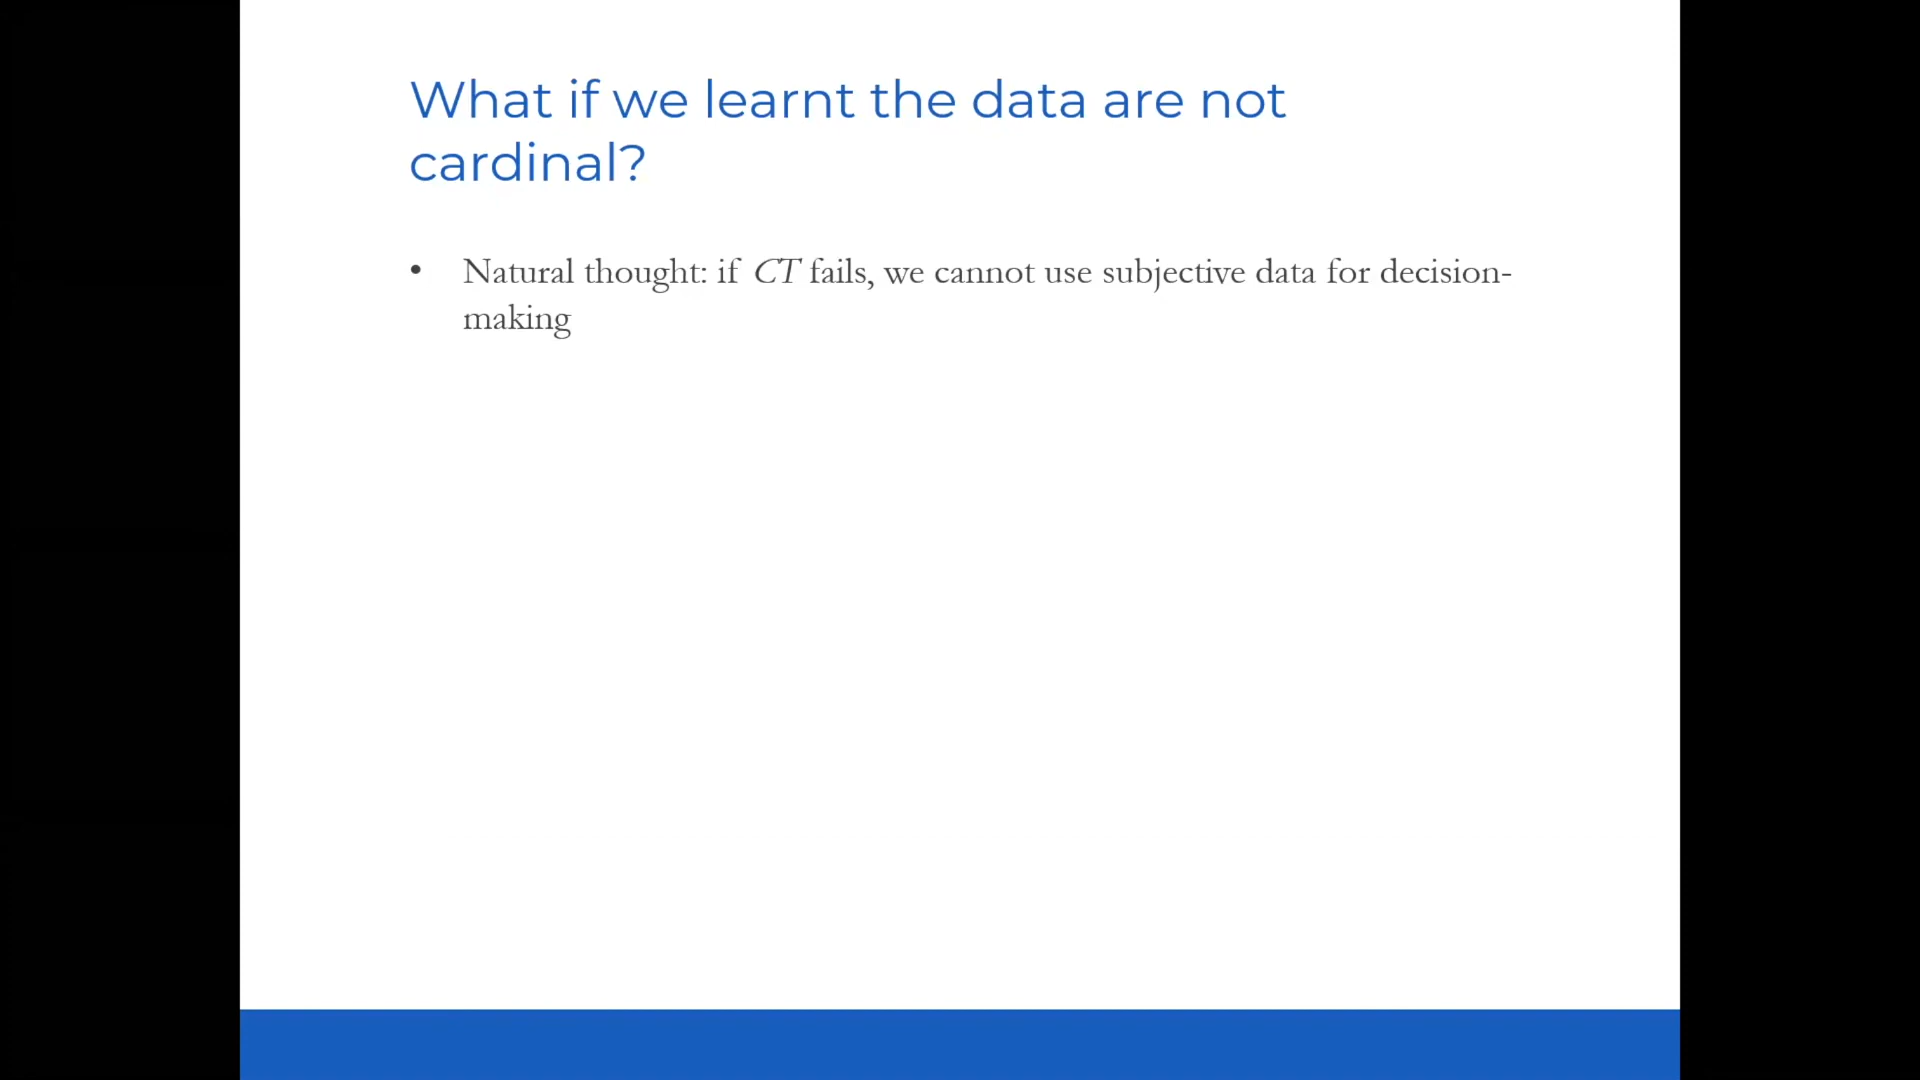 What if we learnt the data are not
cardinal?
• Natural thought: if CT fails, we cannot use subjective data for decision-
making